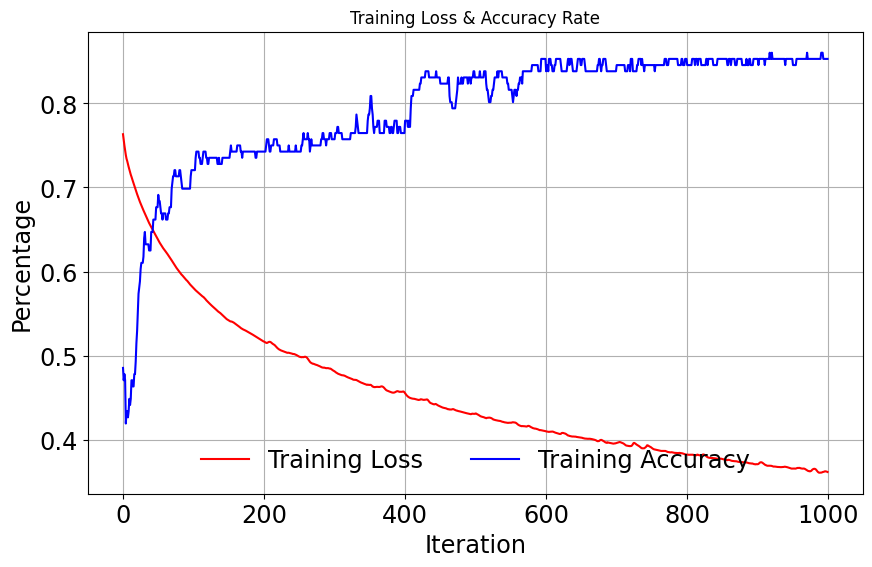 Training Loss & Accuracy Rate
Percentage
0.8
0.7
0.6
0.5
0.4
Training Loss Training Accuracy
0 200 400 600 800 1000
Iteration